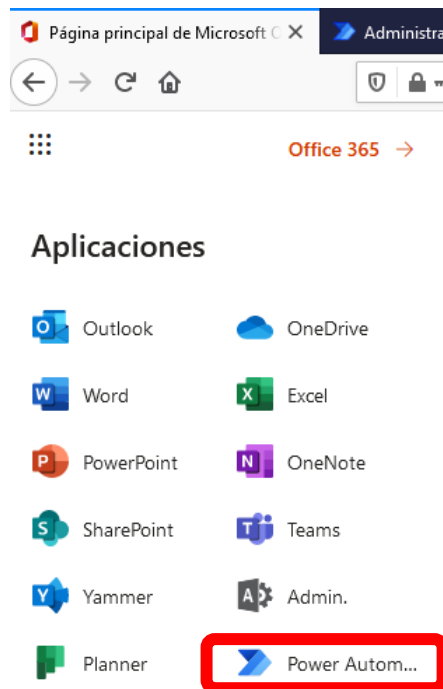 Página principal de Microsoft O
Administra
Office 365 →
Aplicaciones
Outlook
OneDrive
Word
Excel
PowerPoint
OneNote
SharePoint
Teams
Yammer
Admin.
Planner
Power Autom...